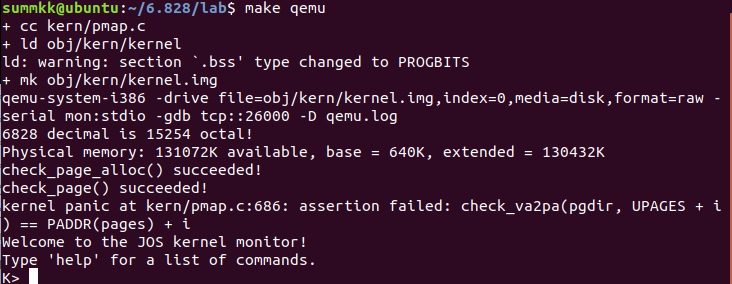 summkk@ubuntu:~/6.828/lab$ make qemu
+ cc kern/pmap.c
+ ld obj/kern/kernel
ld: warning: section `.bss' type changed to PROGBITS
+ mk obj/kern/kernel.img
qemu-system-i386 -drive file=obj/kern/kernel.img,index=0,media=disk,format=raw -
serial mon:stdio -gdb tcp::26000 -D qemu.log
6828 decimal is 15254 octal!
Physical memory: 131072K available, base = 640K, extended = 130432K
check_page_alloc() succeeded!
check_page() succeeded!
kernel panic at kern/pmap.c:686: assertion failed: check_va2pa(pgdir, UPAGES + i
) == PADDR(pages) + i
Welcome to the JOS kernel monitor!
Type 'help' for a list of commands.
K>